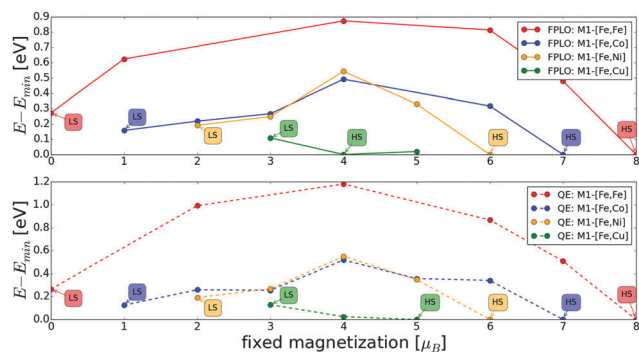 0.9
0.8
0.7
0.6
0.5
0.4
0.3
0.2
0.1
0.0
E−E_min [eV]
FPLO: M1-[Fe,Fe]
FPLO: M1-[Fe,Co]
FPLO: M1-[Fe,Ni]
FPLO: M1-[Fe,Cu]
LS
LS
LS
LS
HS
HS
HS
HS
0 1 2 3 4 5 6 7 8
1.2
1.0
0.8
0.6
0.4
0.2
0.0
E−E_min [eV]
QE: M1-[Fe,Fe]
QE: M1-[Fe,Co]
QE: M1-[Fe,Ni]
QE: M1-[Fe,Cu]
LS
LS
LS
LS
HS
HS
HS
HS
0 1 2 3 4 5 6 7 8
fixed magnetization [μ_B]